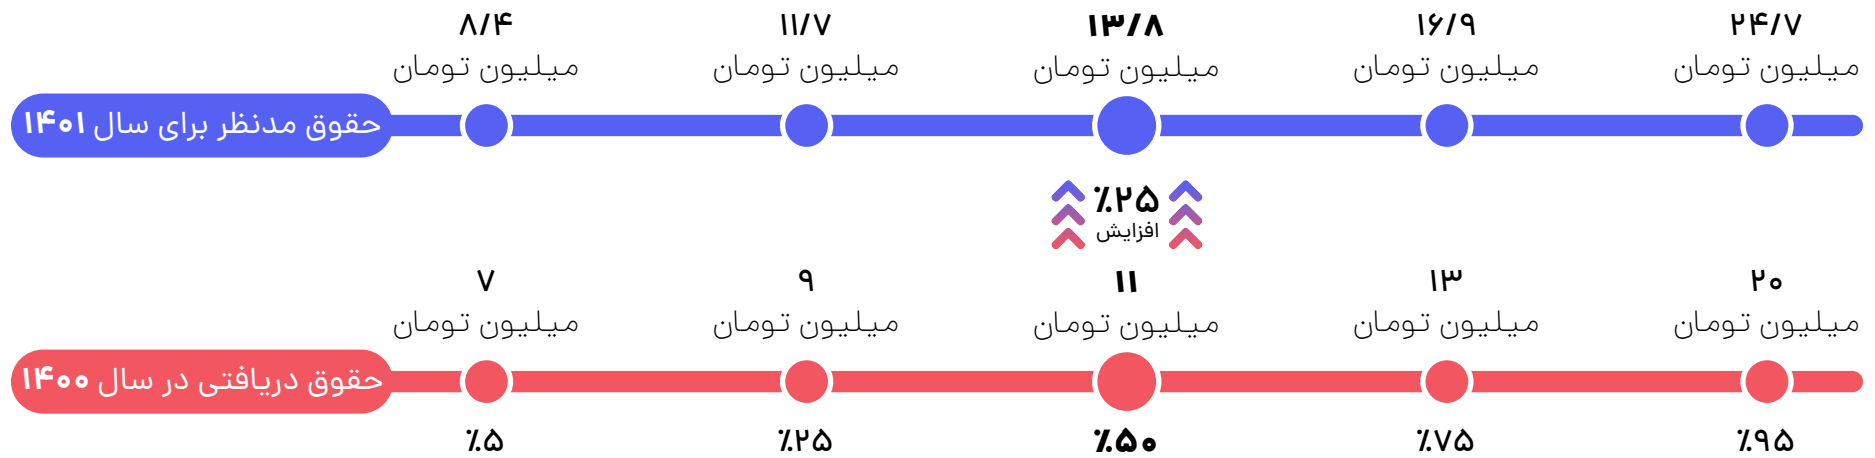 ۸/۴
میلیون تومان
۱۱/۷
میلیون تومان
۱۳/۸
میلیون تومان
۱۶/۹
میلیون تومان
۲۴/۷
میلیون تومان
حقوق مدنظر برای سال ۱۴۰۱
٪۲۵
افزایش
۷
میلیون تومان
۹
میلیون تومان
۱۱
میلیون تومان
۱۳
میلیون تومان
۲۰
میلیون تومان
حقوق دریافتی در سال ۱۴۰۰
٪۵
٪۲۵
٪۵۰
٪۷۵
٪۹۵